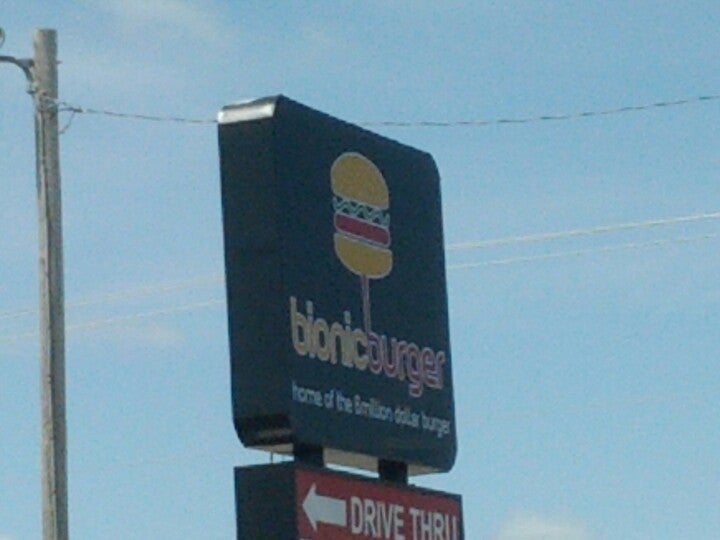 bionicburger
home of the 6million dollar burger
DRIVE THRU